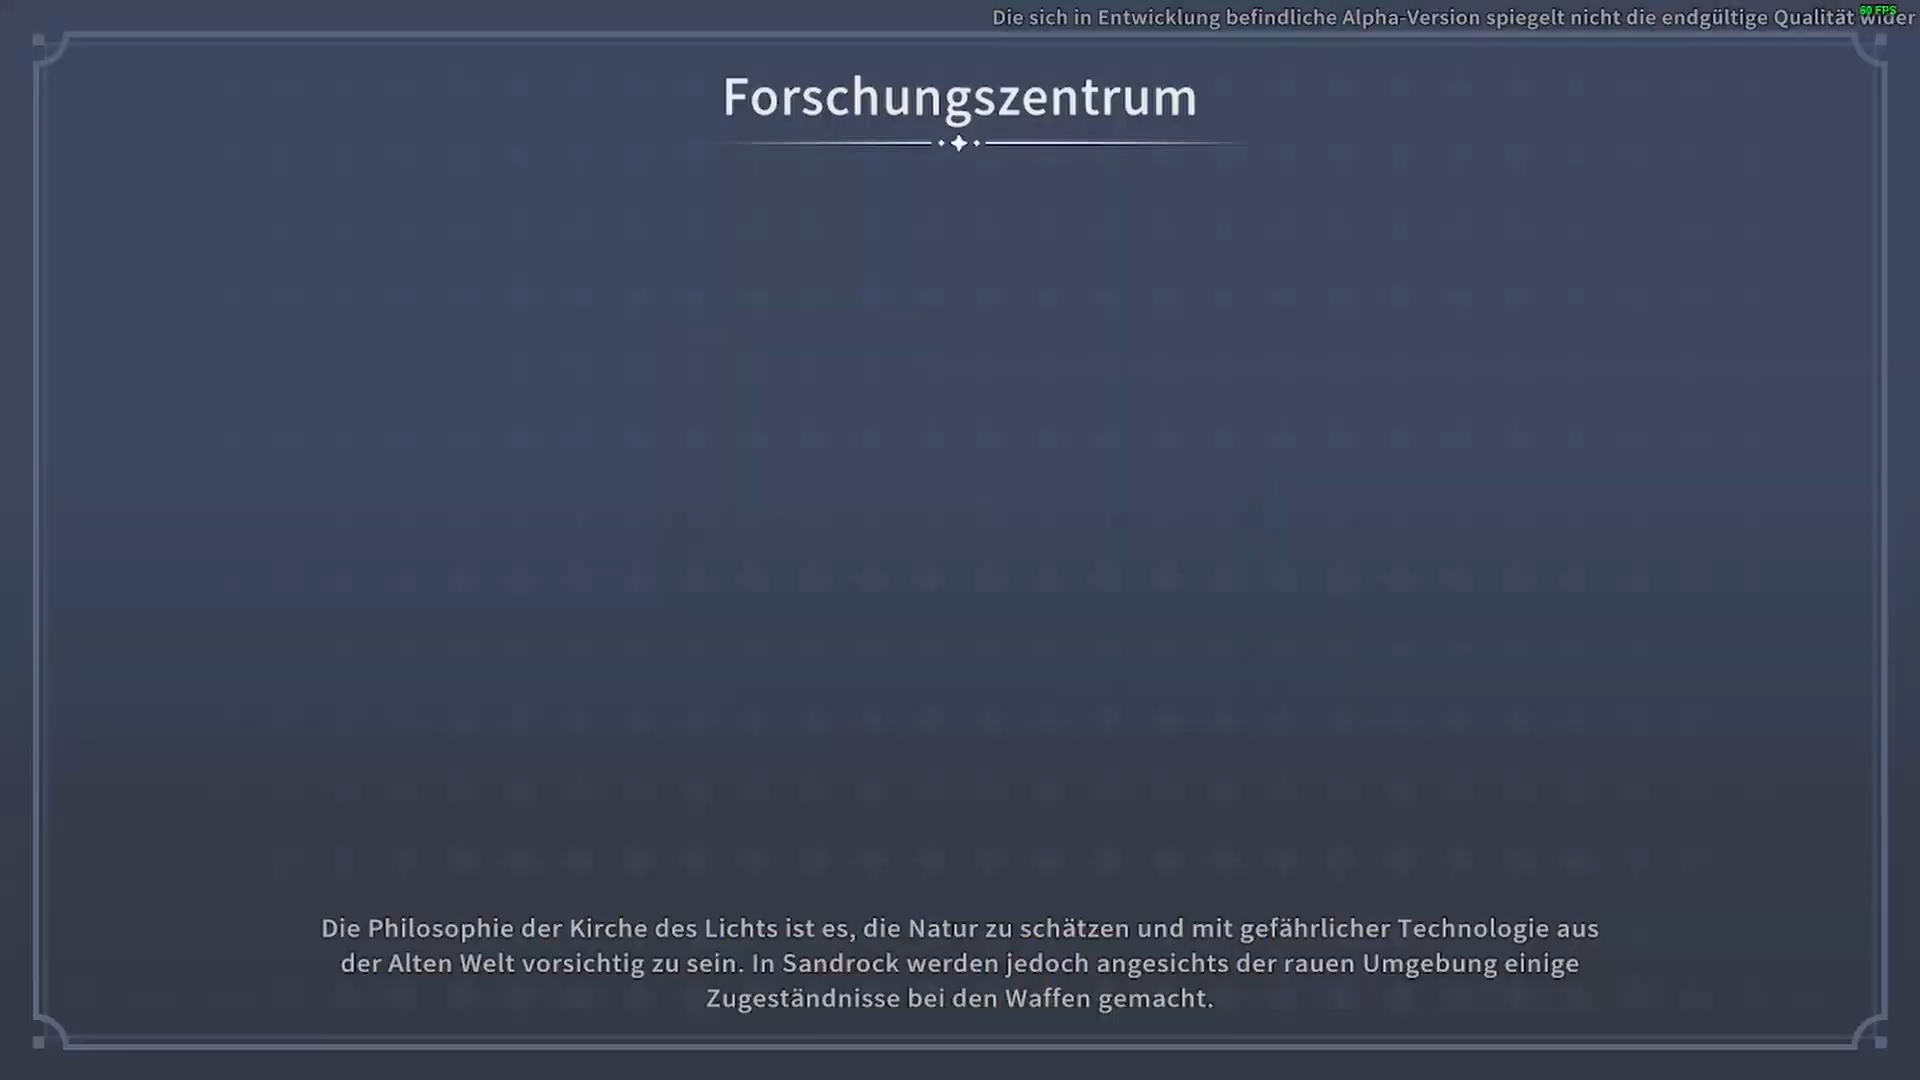 Die sich in Entwicklung befindliche Alpha-Version spiegelt nicht die endgültige Qualität wider
60 FPS
Forschungszentrum
Die Philosophie der Kirche des Lichts ist es, die Natur zu schätzen und mit gefährlicher Technologie aus
der Alten Welt vorsichtig zu sein. In Sandrock werden jedoch angesichts der rauen Umgebung einige
Zugeständnisse bei den Waffen gemacht.